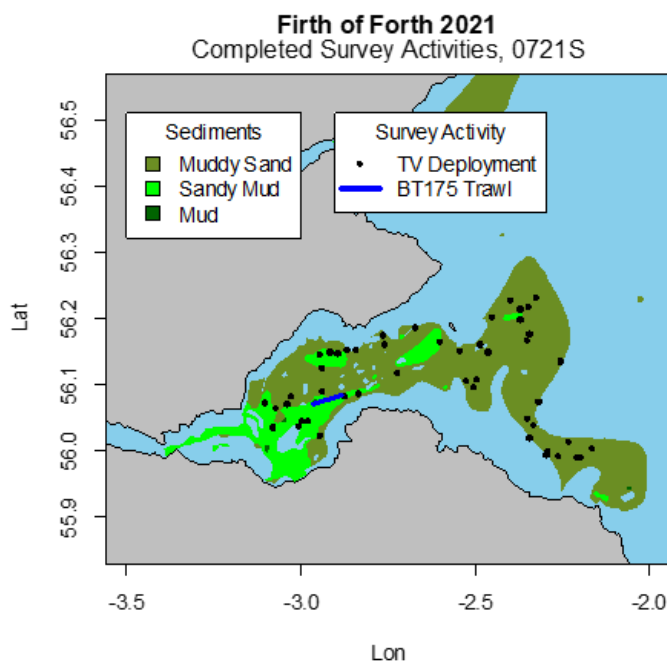 Firth of Forth 2021
Completed Survey Activities, 0721S
Sediments
Muddy Sand
Sandy Mud
Mud
Survey Activity
TV Deployment
BT175 Trawl
Lat
56.5
56.4
56.3
56.2
56.1
56.0
55.9
-3.5 -3.0 -2.5 -2.0
Lon